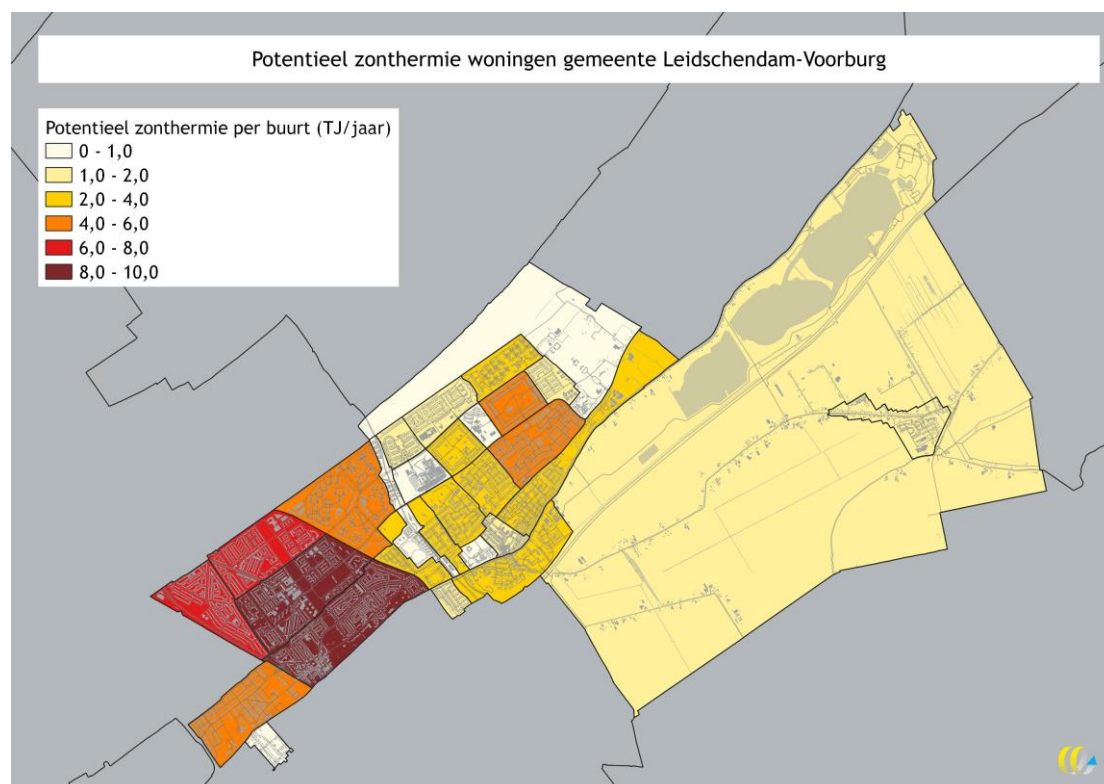 Potentieel zonthermie woningen gemeente Leidschendam-Voorburg
Potentieel zonthermie per buurt (TJ/jaar)
0 - 1,0
1,0 - 2,0
2,0 - 4,0
4,0 - 6,0
6,0 - 8,0
8,0 - 10,0